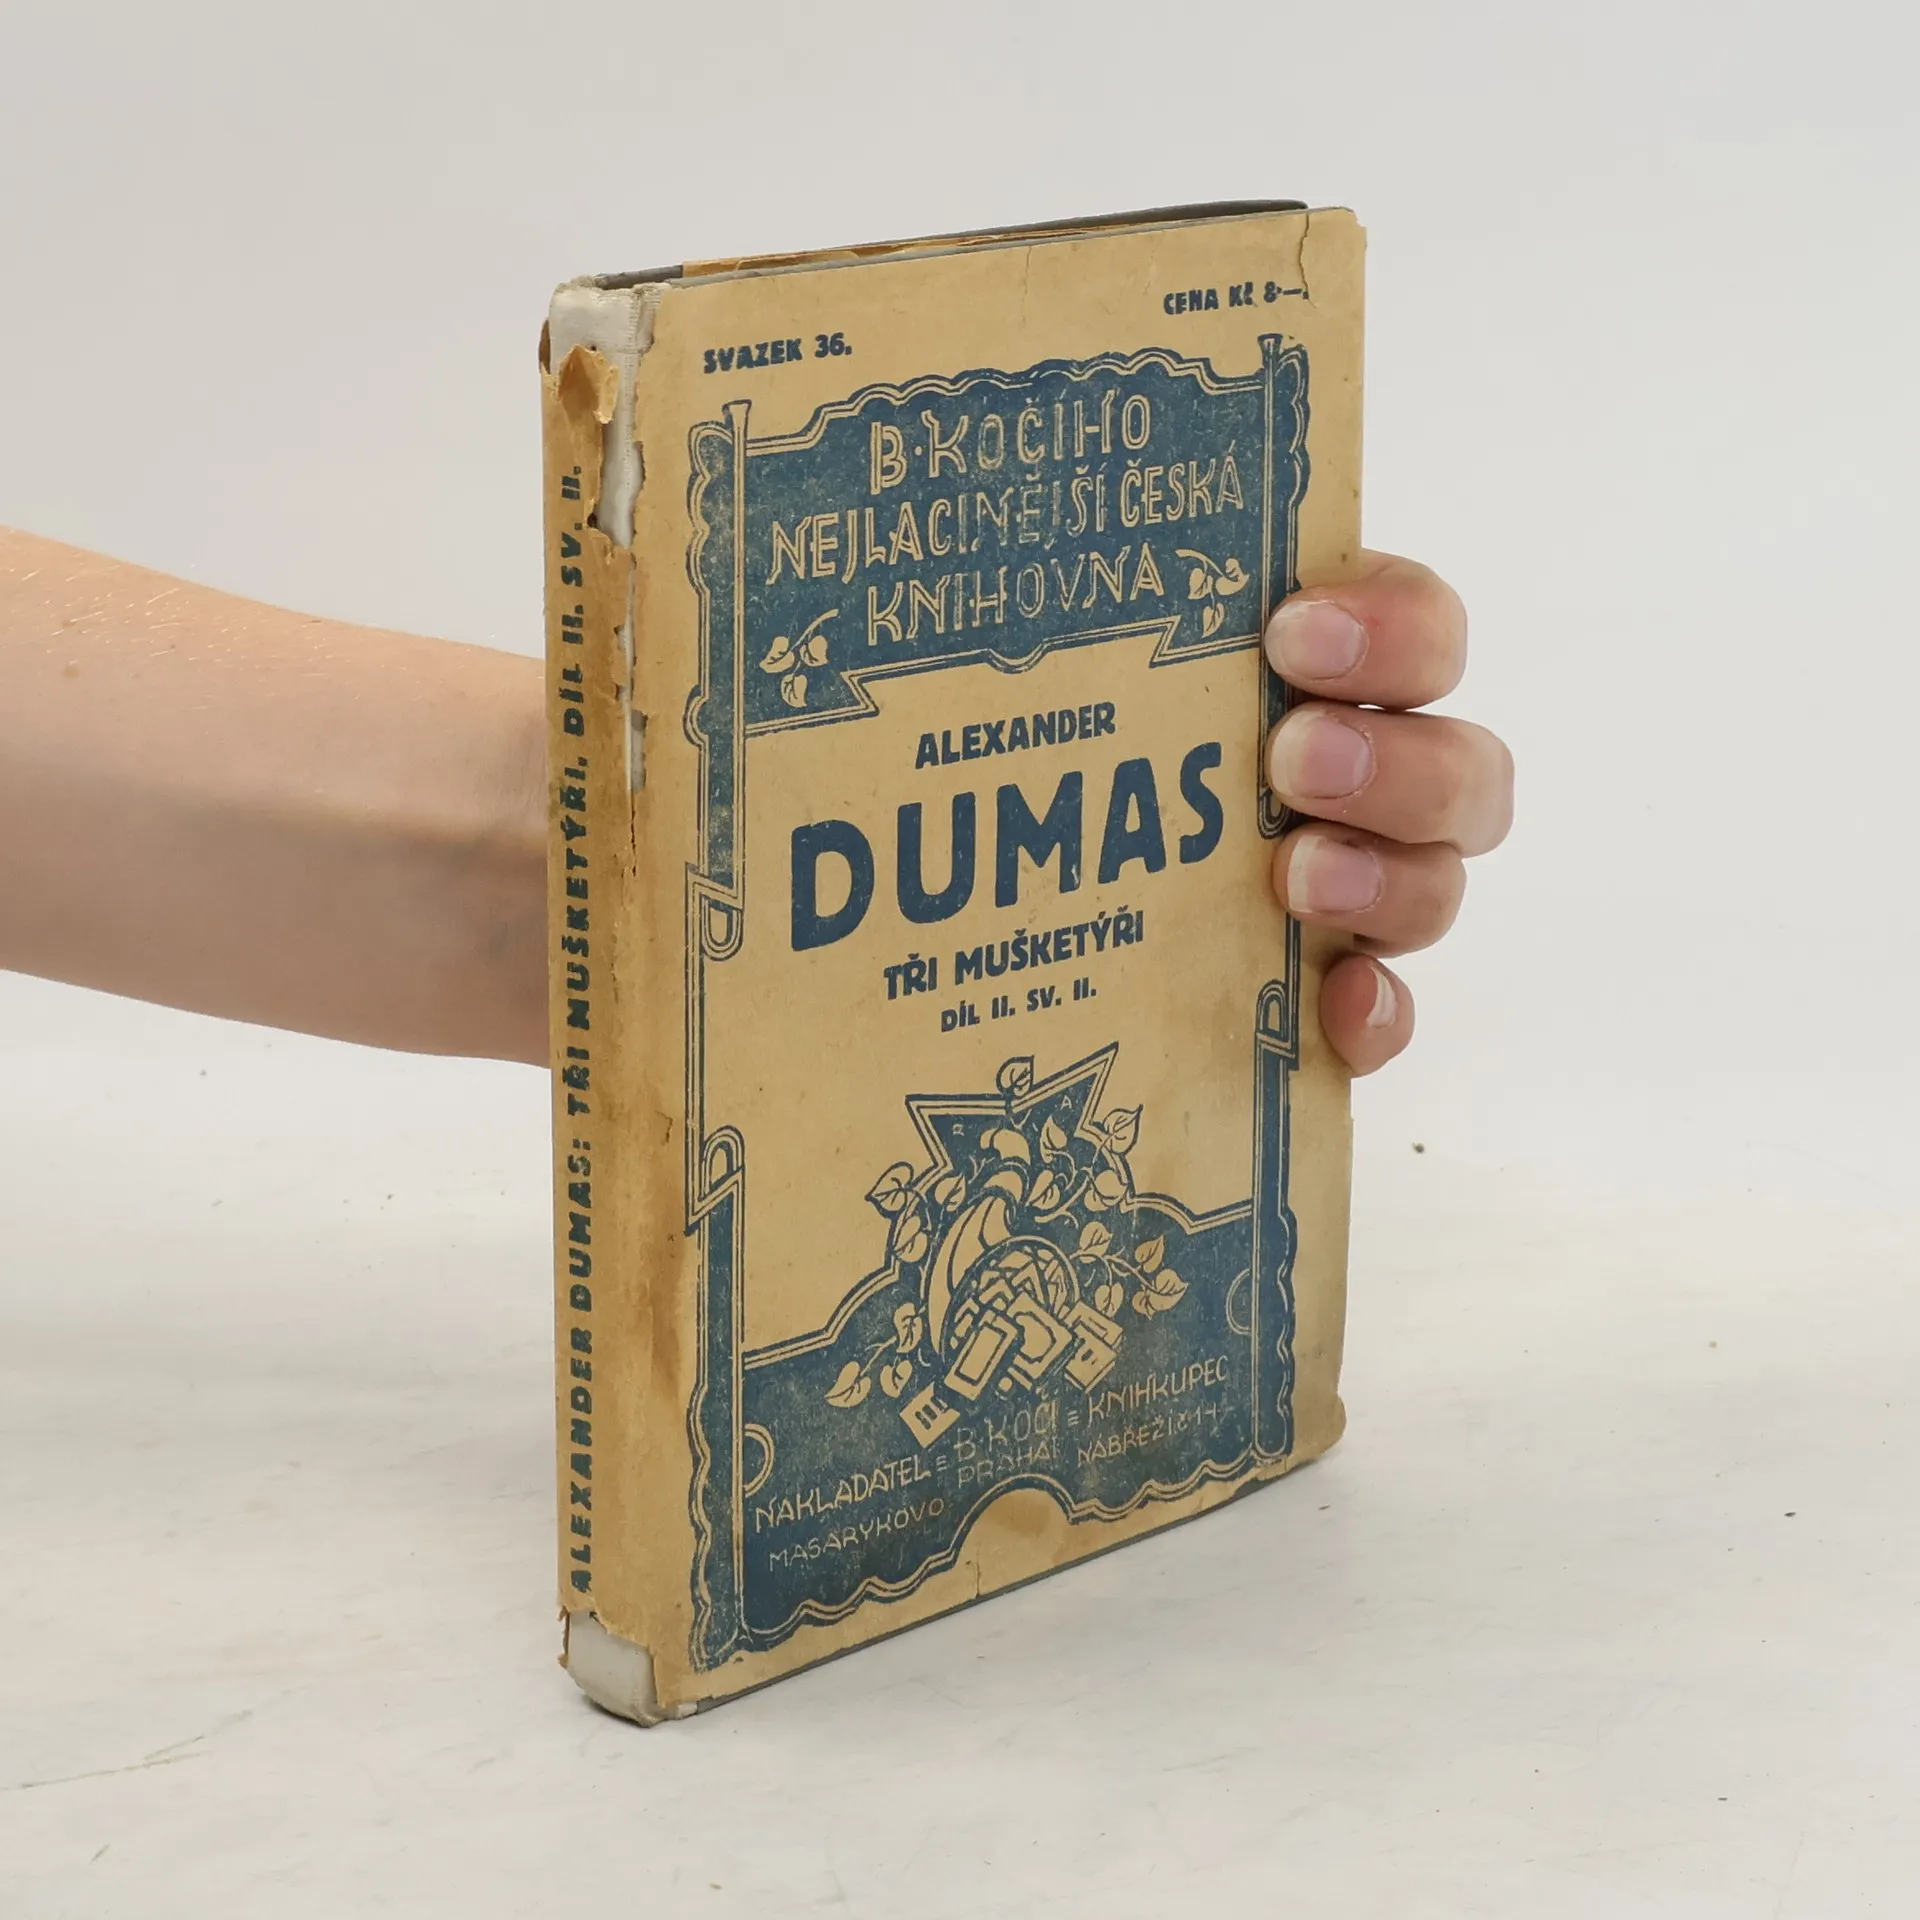 SVAZEK 36.
CENA Kč 8·—.
B·KOČÍHO
NEJLACINĚJŠÍ ČESKÁ
KNIHOVNA
ALEXANDER
DUMAS
TŘI MUŠKETÝŘI
DÍL II. SV. II.
R A
NAKLADATEL = B·KOČÍ = KNIHKUPEC
MASARYKOVO PRAHA I NÁBŘEŽÍ č 14
ALEXANDER DUMAS: TŘI MUŠKETÝŘI. DÍL II. SV. II.